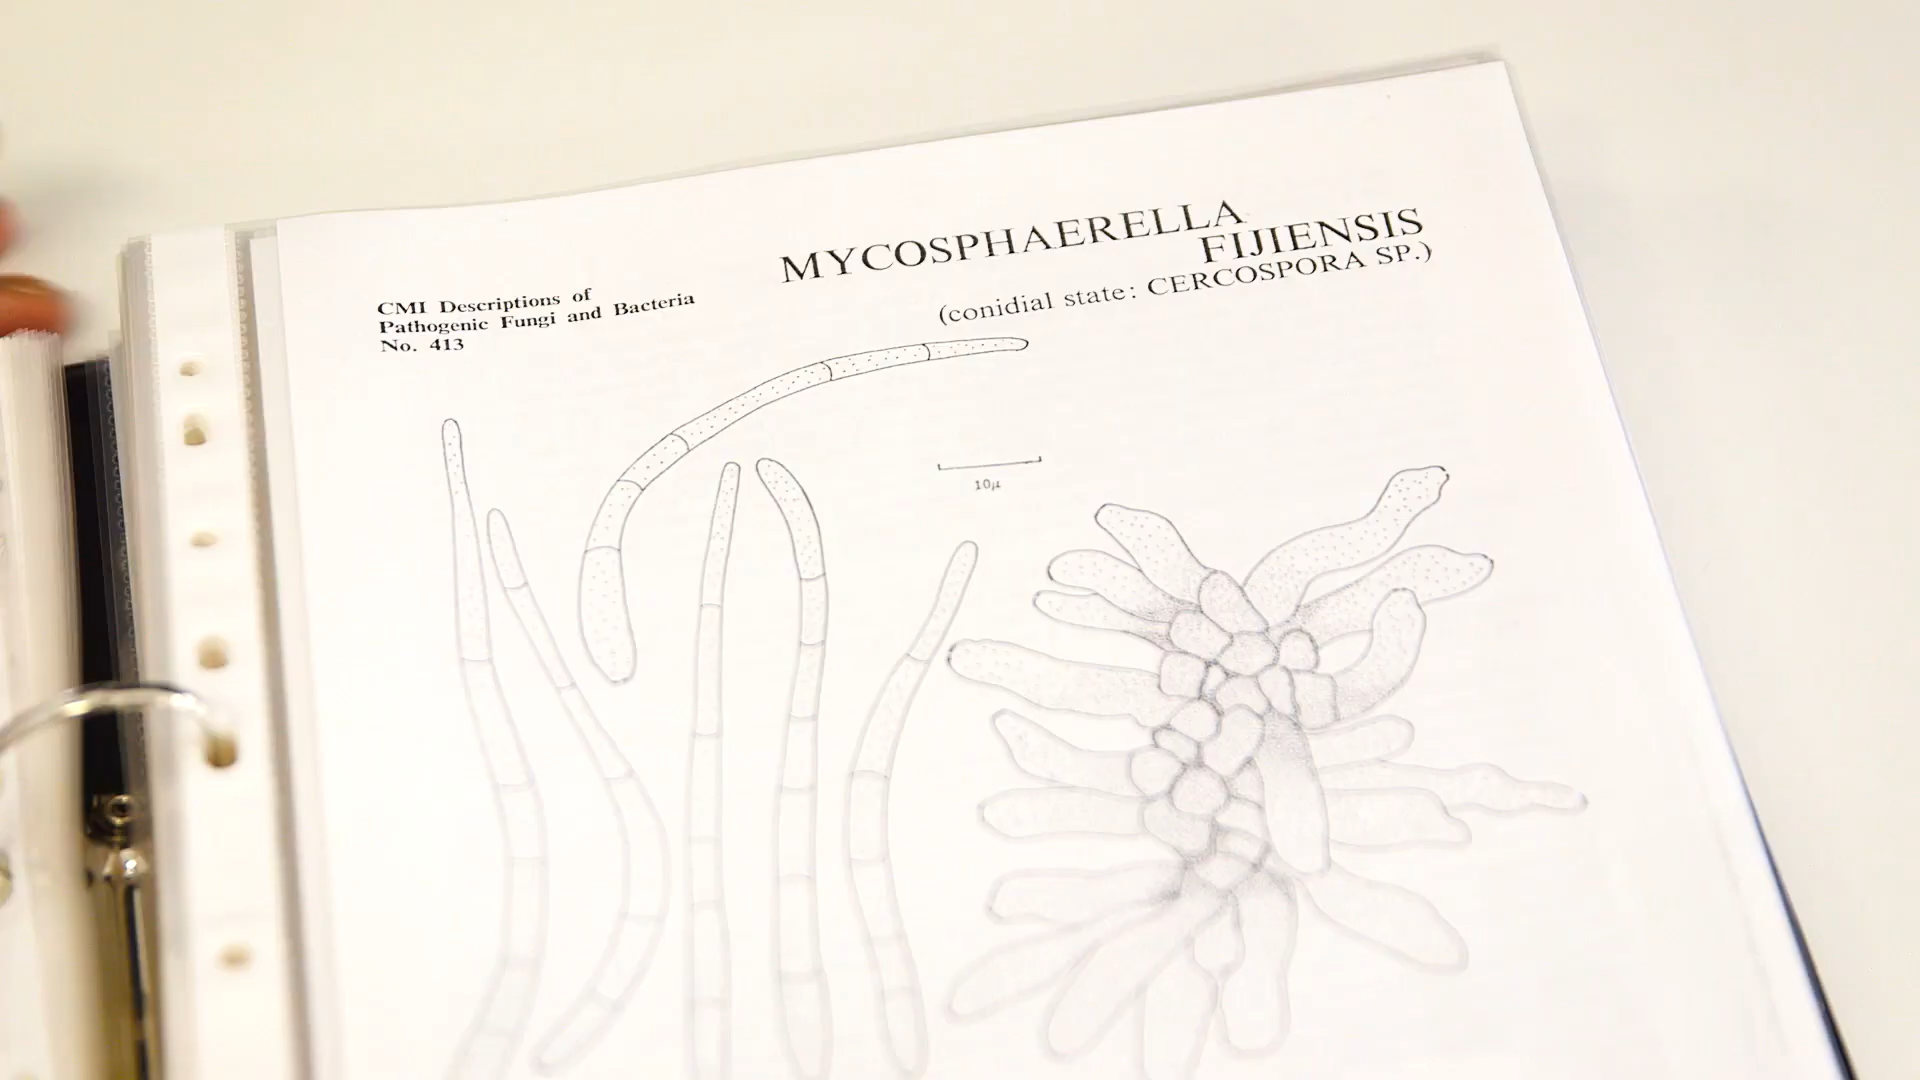 MYCOSPHAERELLA
FIJIENSIS
(conidial state: CERCOSPORA SP.)
CMI Descriptions of
Pathogenic Fungi and Bacteria
No. 413
10μ